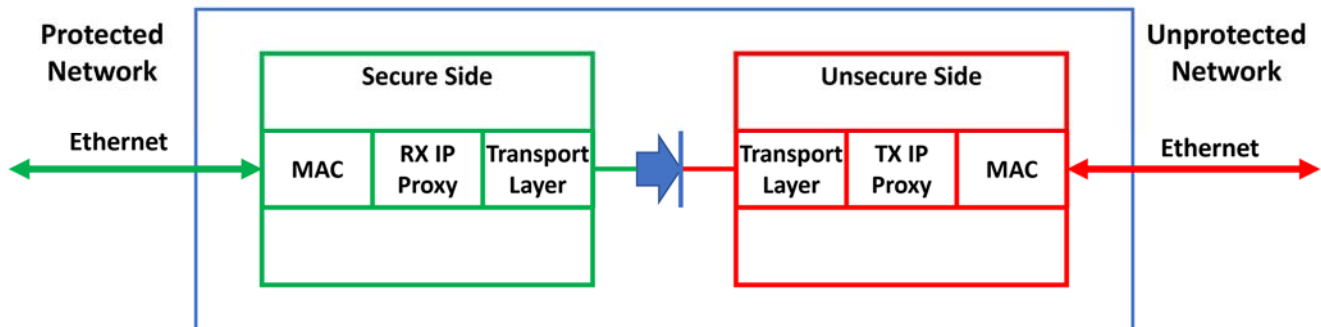 Protected
Network
Unprotected
Network
Secure Side
Unsecure Side
Ethernet
MAC
RX IP
Proxy
Transport
Layer
Transport
Layer
TX IP
Proxy
MAC
Ethernet